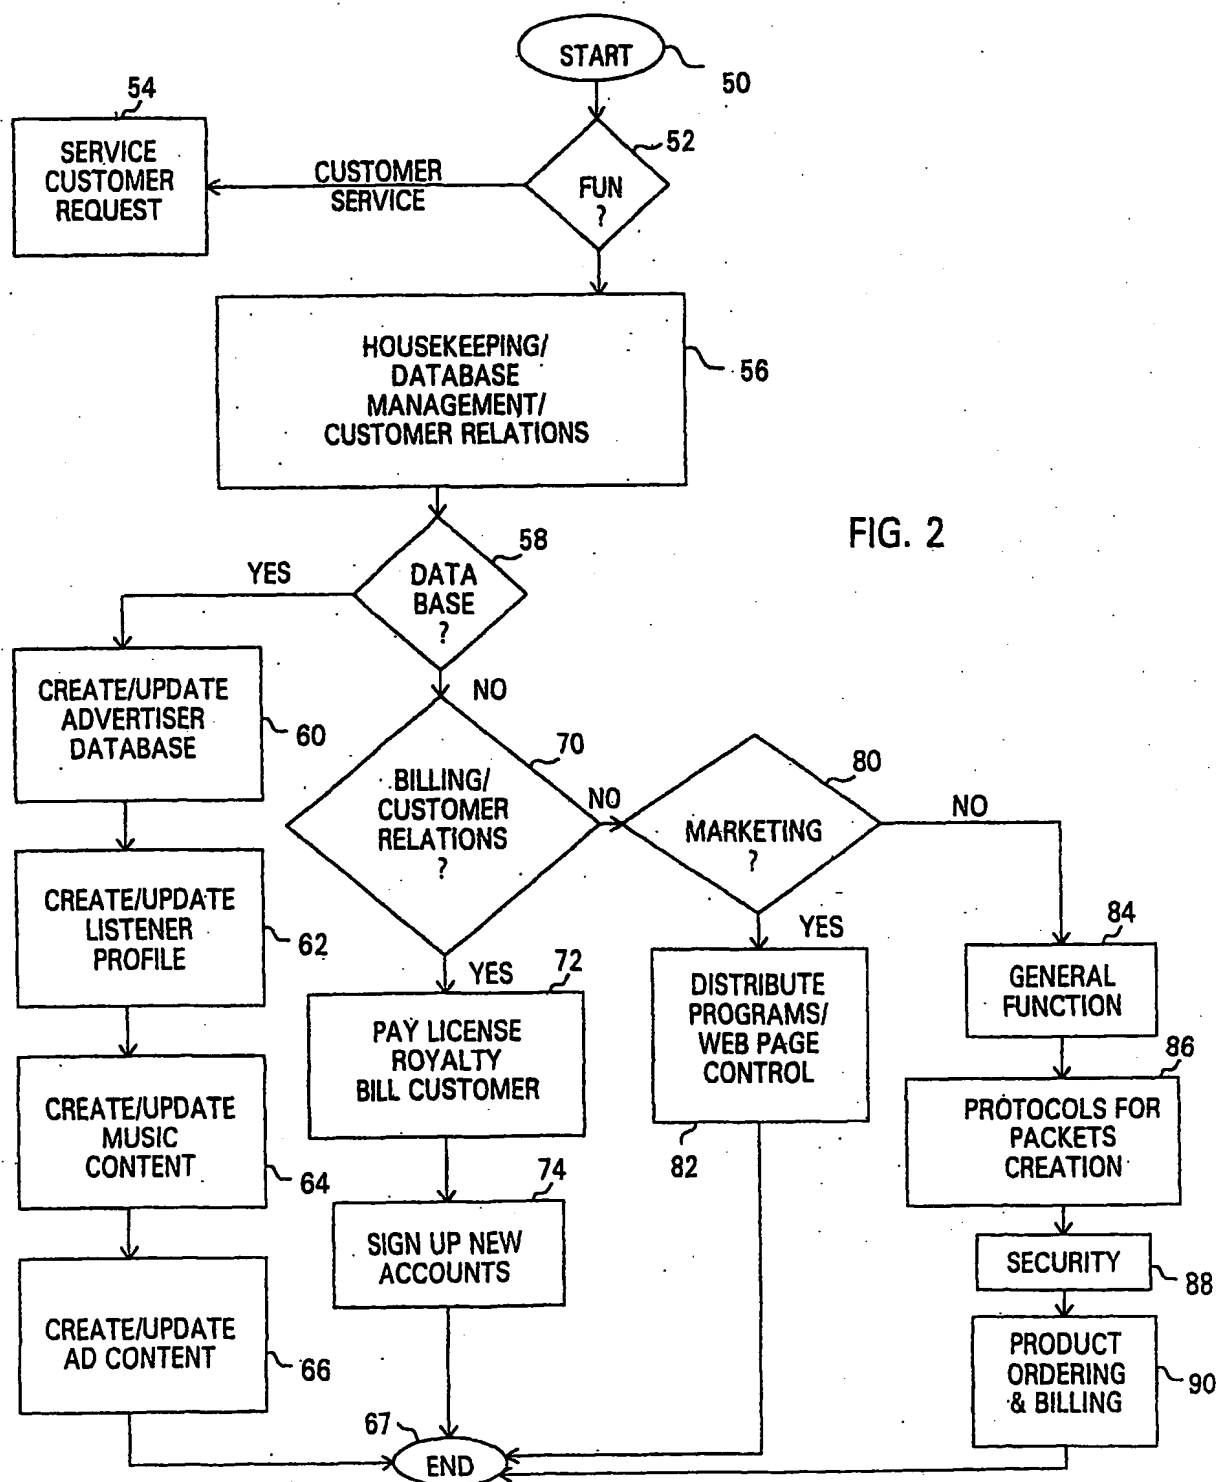 START
50
54
52
SERVICE
CUSTOMER
REQUEST
CUSTOMER
SERVICE
FUN
?
HOUSEKEEPING/
DATABASE
MANAGEMENT/
CUSTOMER RELATIONS
56
FIG. 2
58
YES
DATA
BASE
?
NO
CREATE/UPDATE
ADVERTISER
DATABASE
60
70
BILLING/
CUSTOMER
RELATIONS
?
NO
80
MARKETING
?
NO
CREATE/UPDATE
LISTENER
PROFILE
62
YES
72
PAY LICENSE
ROYALTY
BILL CUSTOMER
YES
DISTRIBUTE
PROGRAMS/
WEB PAGE
CONTROL
82
84
GENERAL
FUNCTION
86
PROTOCOLS FOR
PACKETS
CREATION
CREATE/UPDATE
MUSIC
CONTENT
64
74
SIGN UP NEW
ACCOUNTS
SECURITY
88
CREATE/UPDATE
AD CONTENT
66
PRODUCT
ORDERING
& BILLING
90
67
END